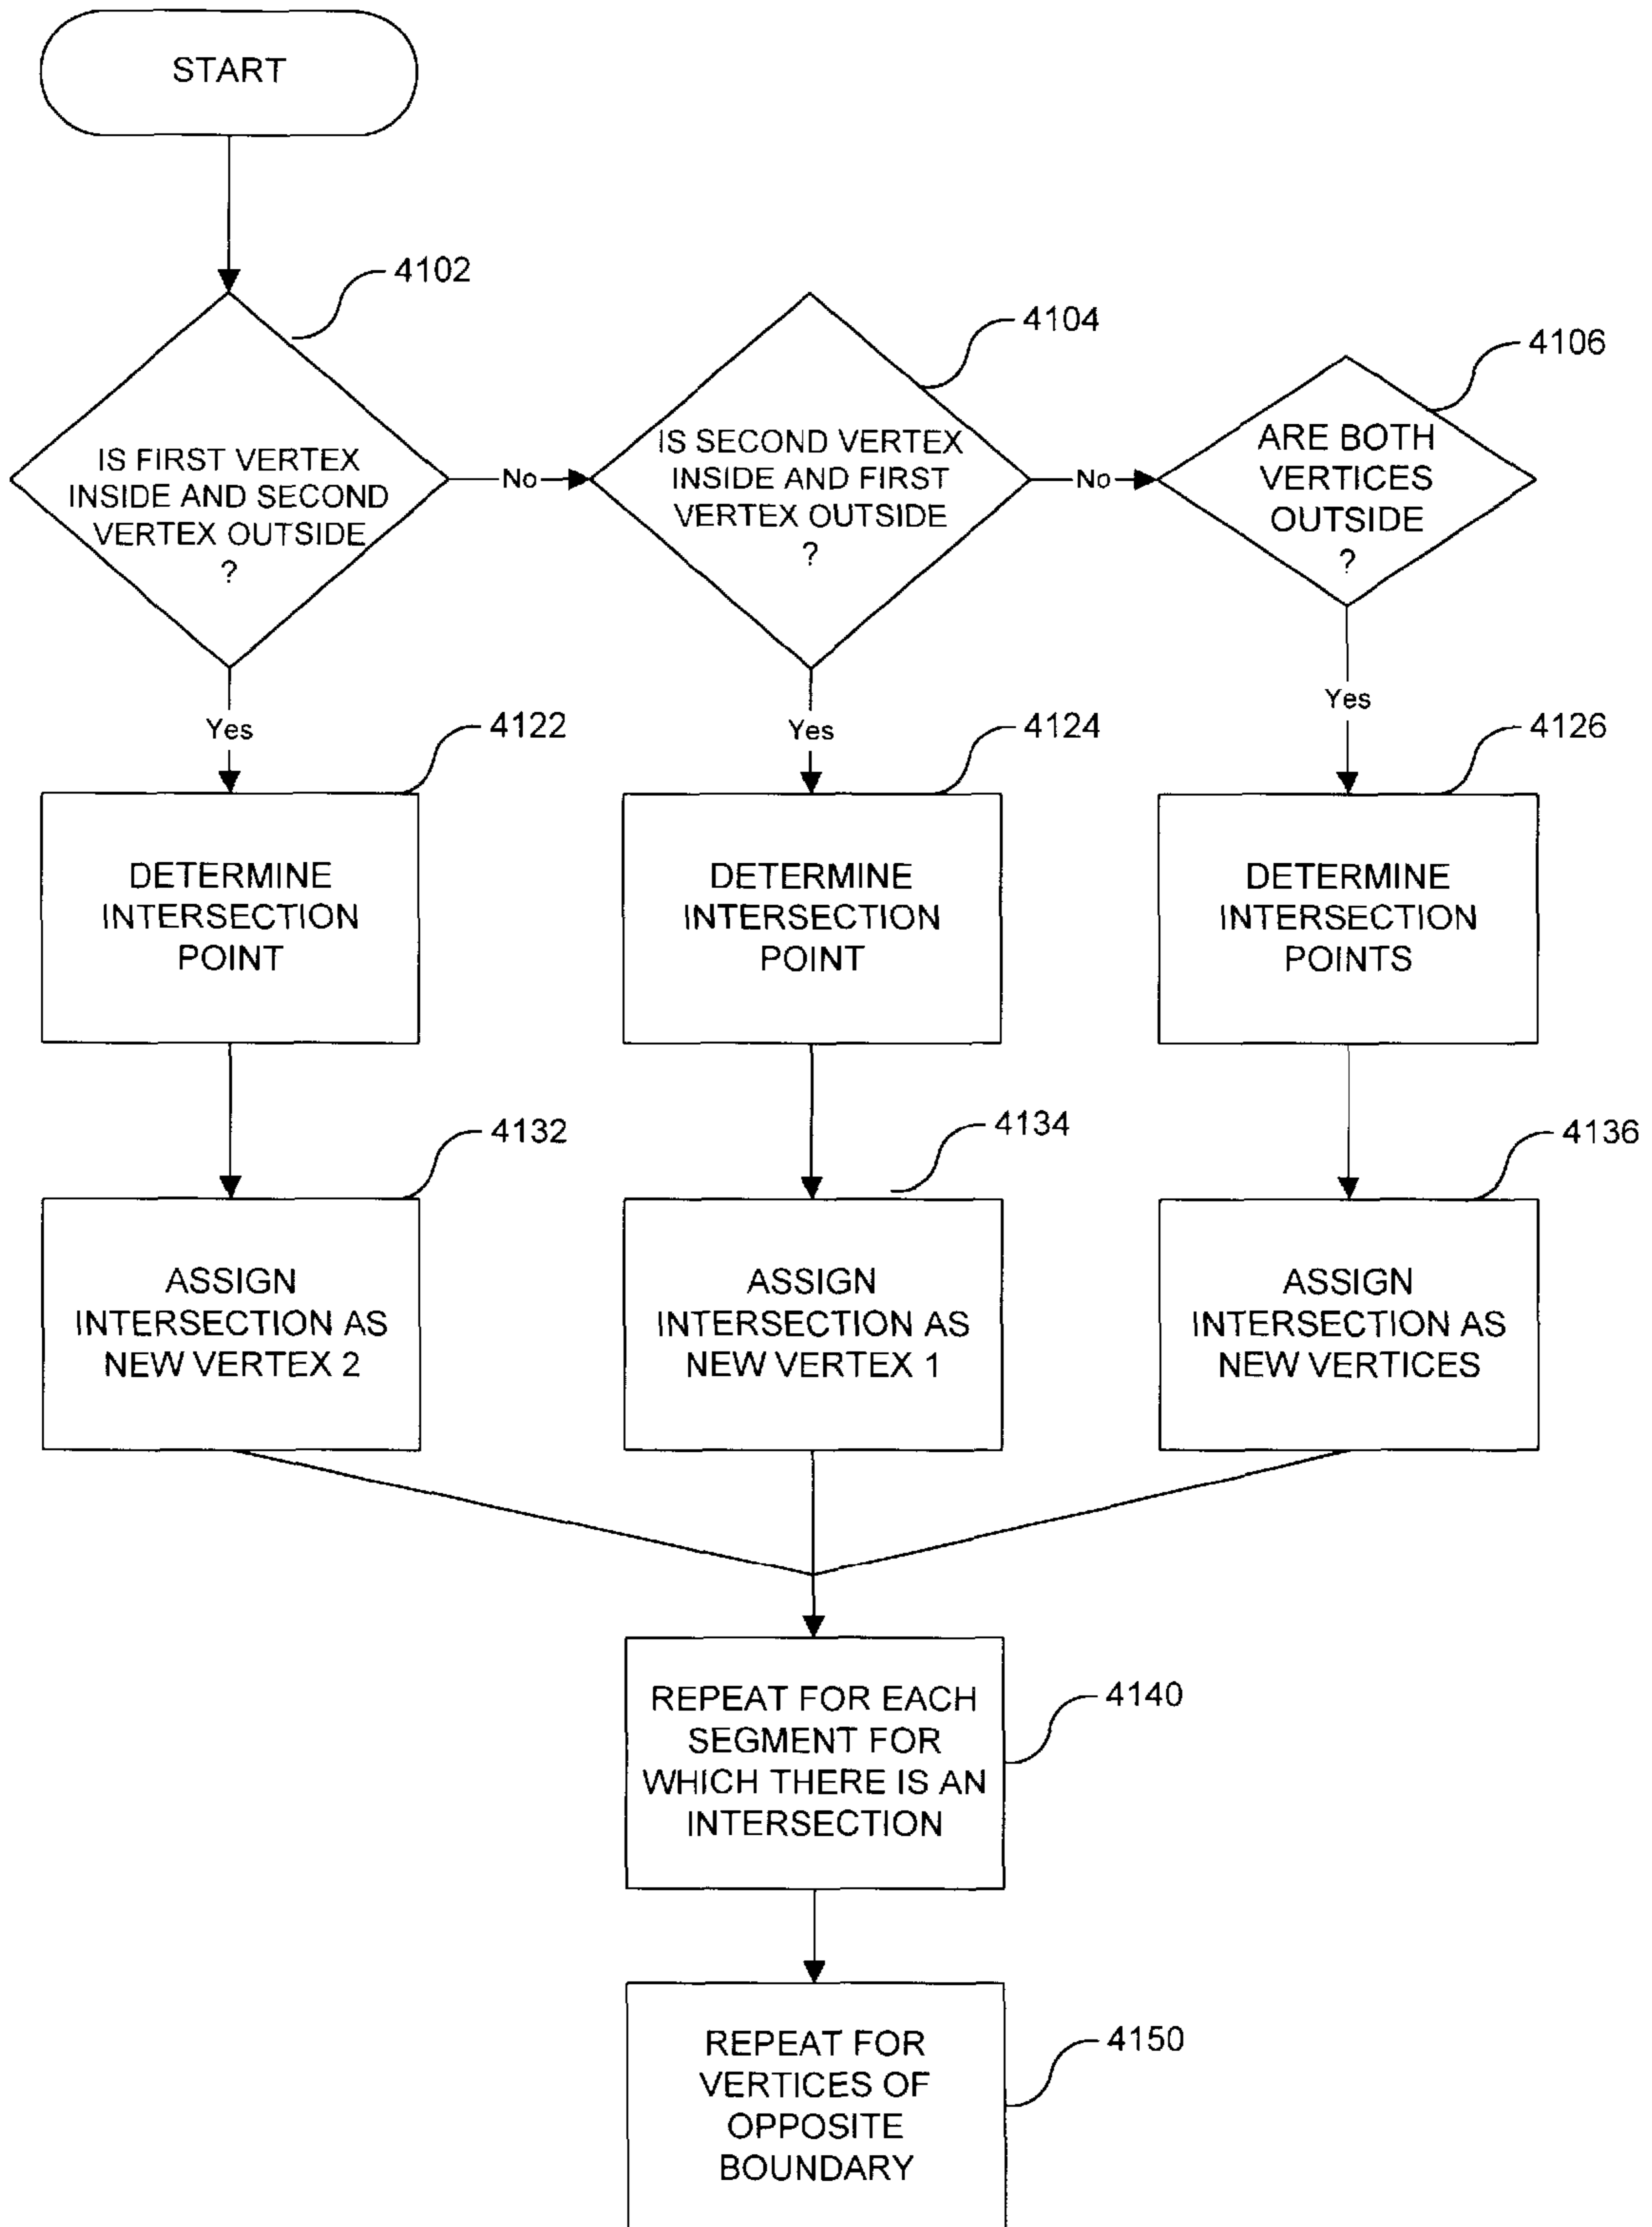 START
4102
4104
4106
IS FIRST VERTEX
INSIDE AND SECOND
VERTEX OUTSIDE
?
No
IS SECOND VERTEX
INSIDE AND FIRST
VERTEX OUTSIDE
?
No
ARE BOTH
VERTICES
OUTSIDE
?
Yes
Yes
Yes
4122
4124
4126
DETERMINE
INTERSECTION
POINT
DETERMINE
INTERSECTION
POINT
DETERMINE
INTERSECTION
POINTS
4132
4134
4136
ASSIGN
INTERSECTION AS
NEW VERTEX 2
ASSIGN
INTERSECTION AS
NEW VERTEX 1
ASSIGN
INTERSECTION AS
NEW VERTICES
REPEAT FOR EACH
SEGMENT FOR
WHICH THERE IS AN
INTERSECTION
4140
REPEAT FOR
VERTICES OF
OPPOSITE
BOUNDARY
4150